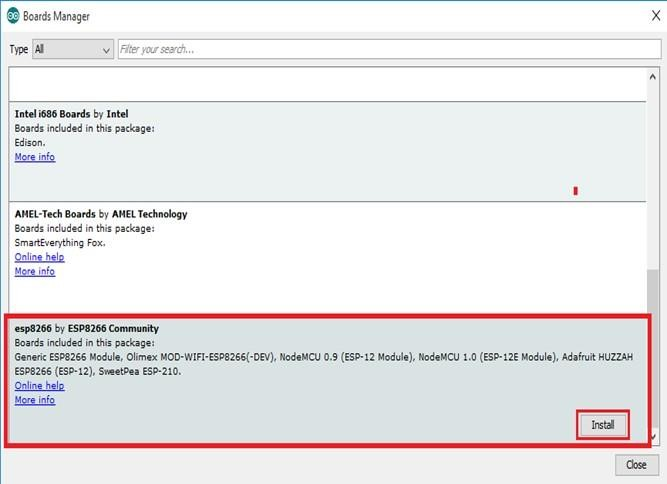 Boards Manager
X
Type All Filter your search...
Intel i686 Boards by Intel
Boards included in this package:
Edison.
More info
AMEL-Tech Boards by AMEL Technology
Boards included in this package:
SmartEverything Fox.
Online help
More info
esp8266 by ESP8266 Community
Boards included in this package:
Generic ESP8266 Module, Olimex MOD-WIFI-ESP8266(-DEV), NodeMCU 0.9 (ESP-12 Module), NodeMCU 1.0 (ESP-12E Module), Adafruit HUZZAH
ESP8266 (ESP-12), SweetPea ESP-210.
Online help
More info
Install
Close